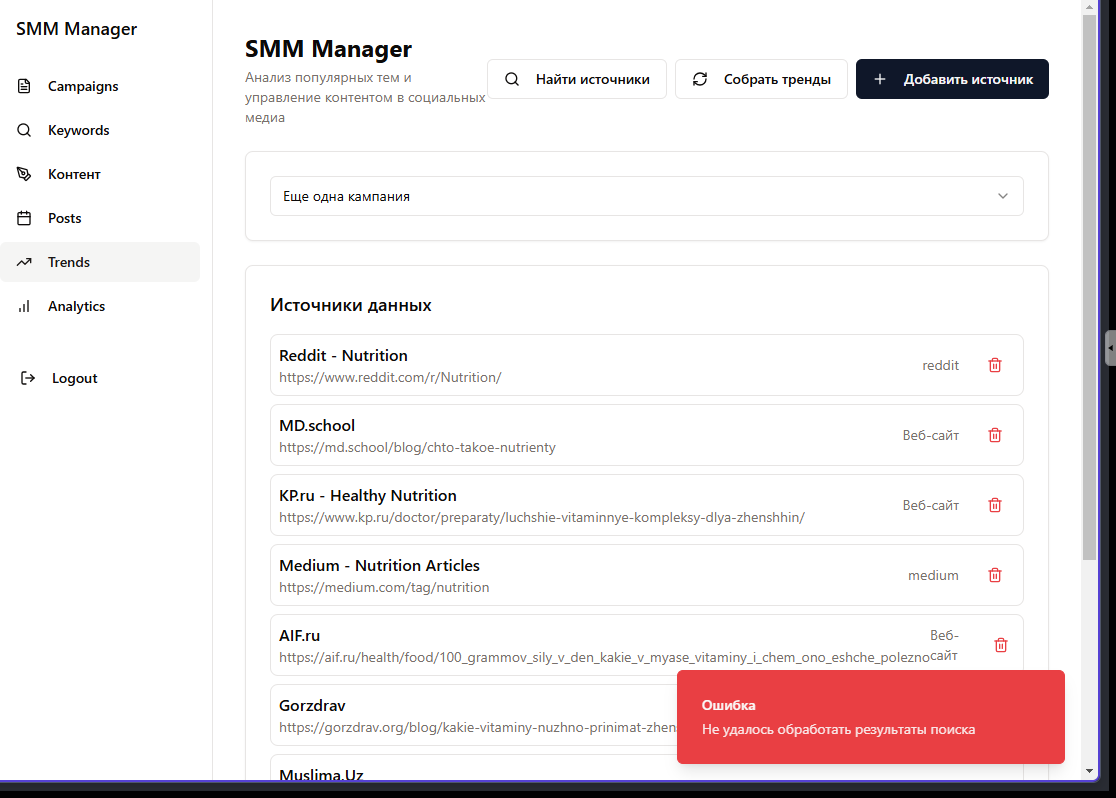 SMM Manager
Campaigns
Keywords
Контент
Posts
Trends
Analytics
Logout
SMM Manager
Анализ популярных тем и
управление контентом в социальных
медиа
Найти источники
Собрать тренды
Добавить источник
Еще одна кампания
Источники данных
Reddit - Nutrition
https://www.reddit.com/r/Nutrition/
reddit
MD.school
https://md.school/blog/chto-takoe-nutrienty
Веб-сайт
KP.ru - Healthy Nutrition
https://www.kp.ru/doctor/preparaty/luchshie-vitaminnye-kompleksy-dlya-zhenshhin/
Веб-сайт
Medium - Nutrition Articles
https://medium.com/tag/nutrition
medium
AIF.ru
https://aif.ru/health/food/100_grammov_sily_v_den_kakie_v_myase_vitaminy_i_chem_ono_eshche_polezno
Веб-
сайт
Gorzdrav
https://gorzdrav.org/blog/kakie-vitaminy-nuzhno-prinimat-zhen
Muslima.Uz
Ошибка
Не удалось обработать результаты поиска